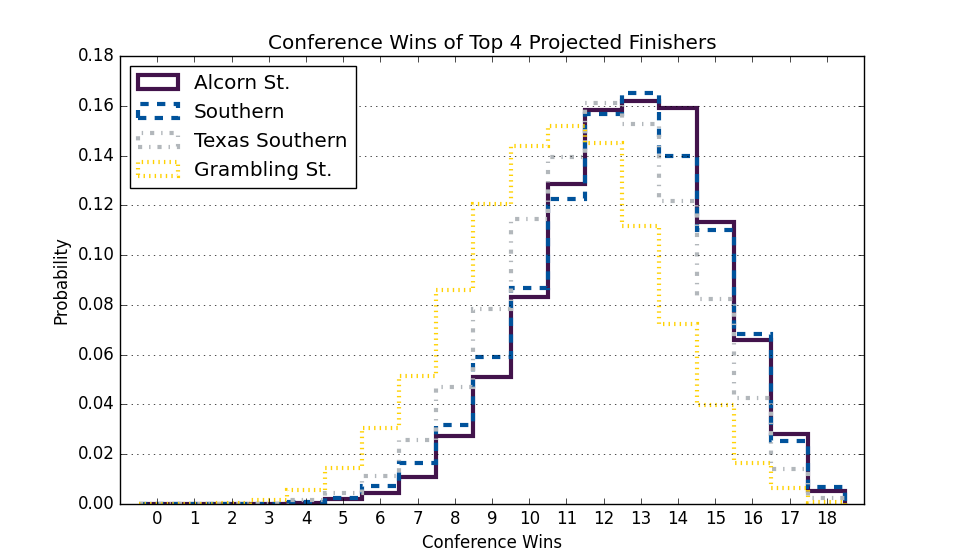 Conference Wins of Top 4 Projected Finishers
0.18
0.16
0.14
0.12
0.10
0.08
0.06
0.04
0.02
0.00
Probability
Alcorn St.
Southern
Texas Southern
Grambling St.
0 1 2 3 4 5 6 7 8 9 10 11 12 13 14 15 16 17 18
Conference Wins